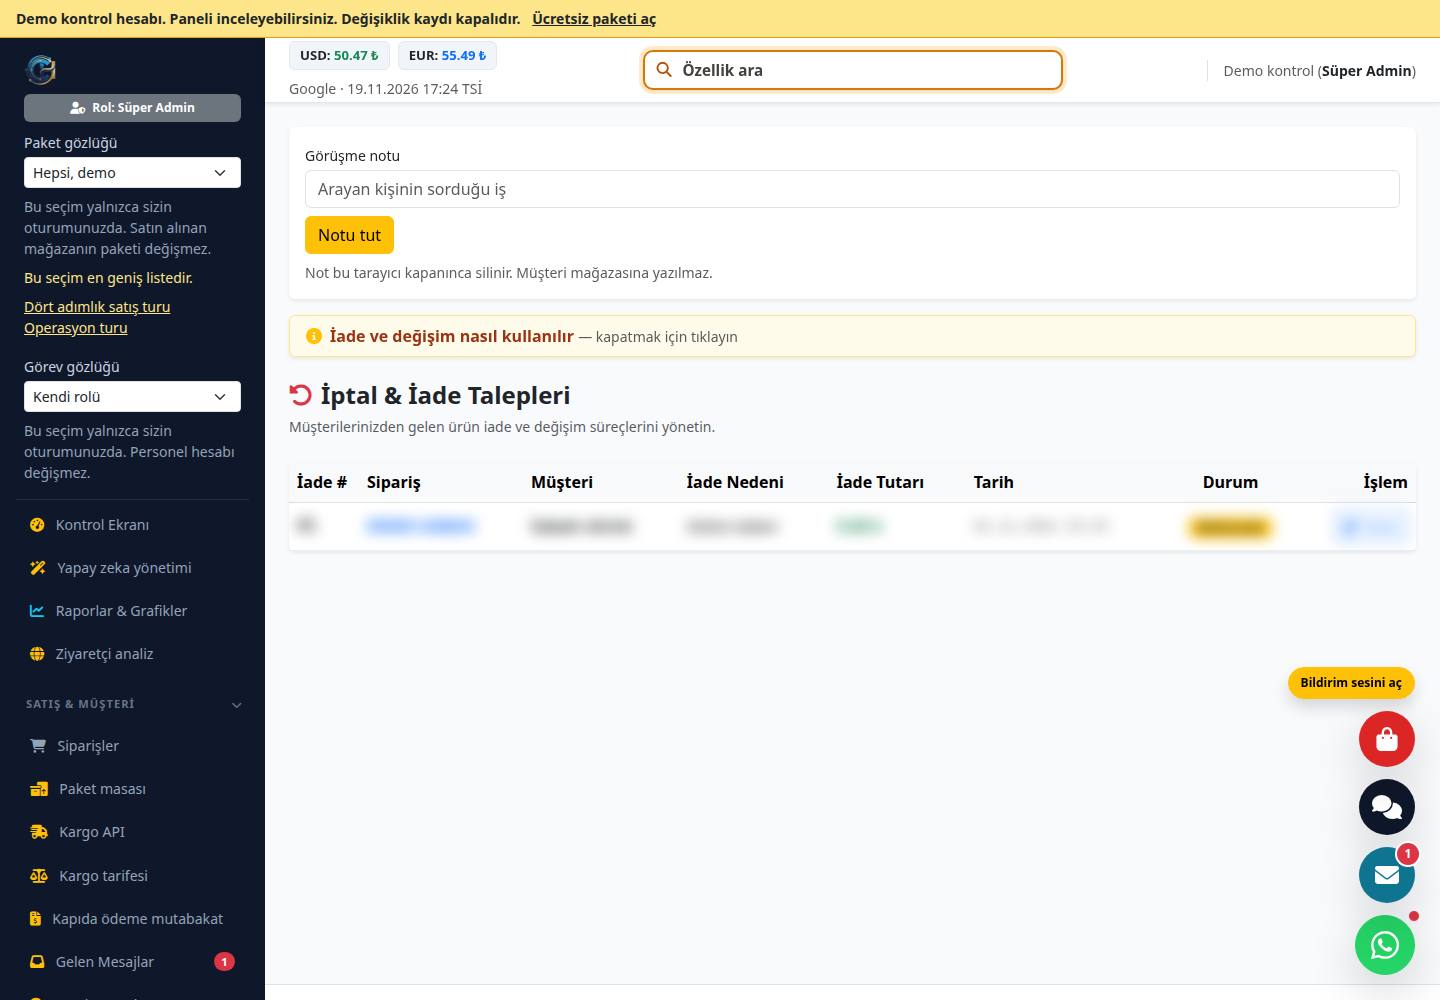 Demo kontrol hesabı. Paneli inceleyebilirsiniz. Değişiklik kaydı kapalıdır. Ücretsiz paketi aç
Rol: Süper Admin
Paket gözlüğü
Hepsi, demo
Bu seçim yalnızca sizin
oturumunuzda. Satın alınan
mağazanın paketi değişmez.
Bu seçim en geniş listedir.
Dört adımlık satış turu
Operasyon turu
Görev gözlüğü
Kendi rolü
Bu seçim yalnızca sizin
oturumunuzda. Personel hesabı
değişmez.
Kontrol Ekranı
Yapay zeka yönetimi
Raporlar & Grafikler
Ziyaretçi analiz
SATIŞ & MÜŞTERİ
Siparişler
Paket masası
Kargo API
Kargo tarifesi
Kapıda ödeme mutabakat
Gelen Mesajlar 1
USD: 50.47 ₺ EUR: 55.49 ₺
Google · 19.11.2026 17:24 TSİ
Özellik ara
Demo kontrol (Süper Admin)
Görüşme notu
Arayan kişinin sorduğu iş
Notu tut
Not bu tarayıcı kapanınca silinir. Müşteri mağazasına yazılmaz.
İade ve değişim nasıl kullanılır — kapatmak için tıklayın
İptal & İade Talepleri
Müşterilerinizden gelen ürün iade ve değişim süreçlerini yönetin.
İade # Sipariş Müşteri İade Nedeni İade Tutarı Tarih Durum İşlem
Bildirim sesini aç
1